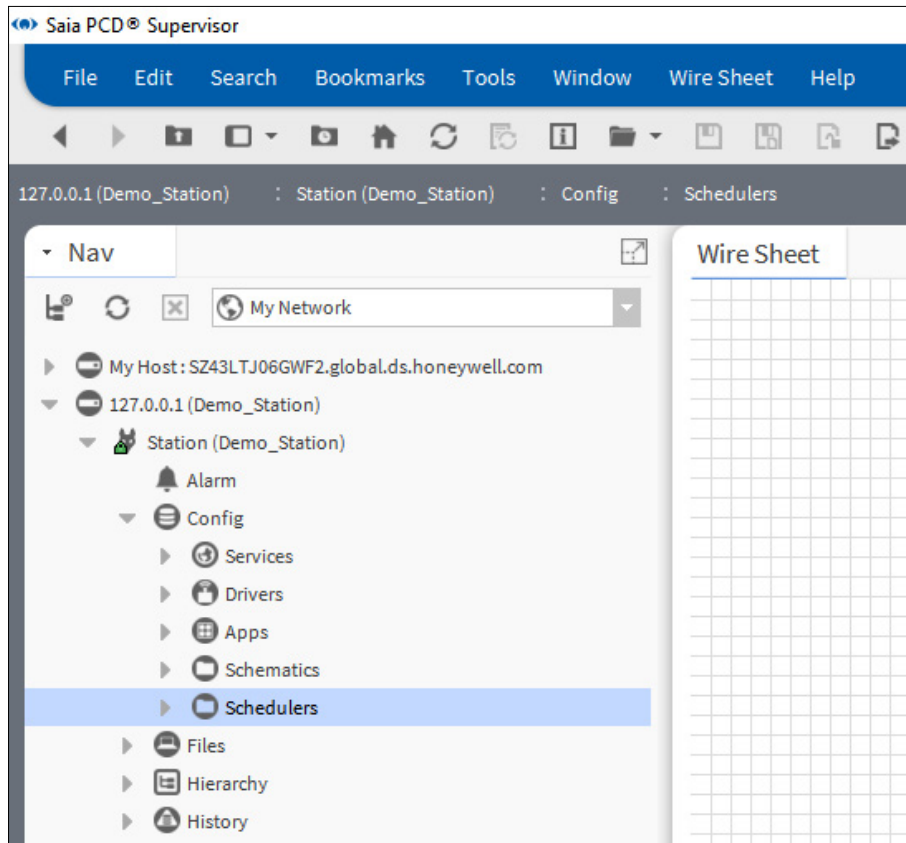 Saia PCD® Supervisor
File Edit Search Bookmarks Tools Window Wire Sheet Help
127.0.0.1 (Demo_Station) : Station (Demo_Station) : Config : Schedulers
Nav
Wire Sheet
My Network
My Host : SZ43LTJ06GWF2.global.ds.honeywell.com
127.0.0.1 (Demo_Station)
Station (Demo_Station)
Alarm
Config
Services
Drivers
Apps
Schematics
Schedulers
Files
Hierarchy
History